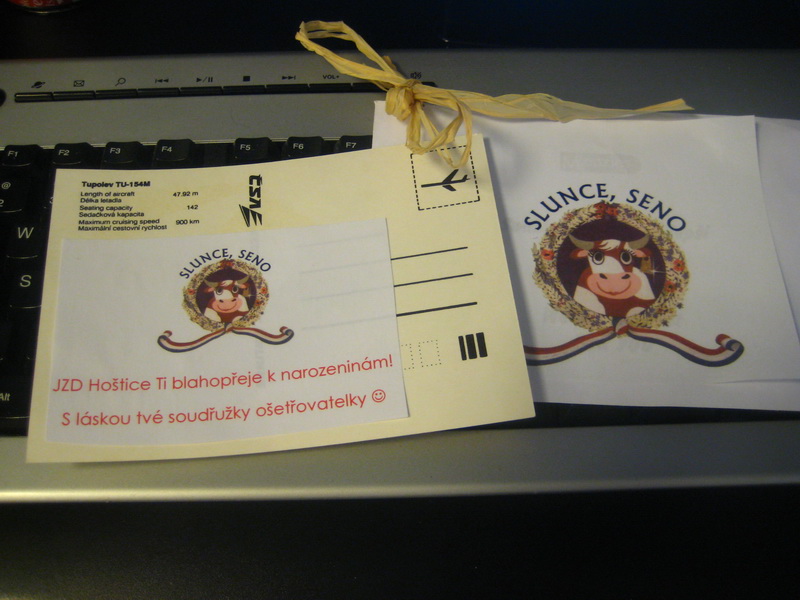 VOL+
F1
F2
F3
F4
F5
F6
F7
@
W
S
Alt
Tupolev TU-154M
Length of aircraft 47.92 m
Délka letadla
Seating capacity 142
Sedačková kapacita
Maximum cruising speed 900 km
Maximální cestovní rychlost
ČSA
SLUNCE, SENO
JZD Hoštice Ti blahopřeje k narozeninám!
S láskou tvé soudružky ošetřovatelky ☺
SLUNCE, SENO